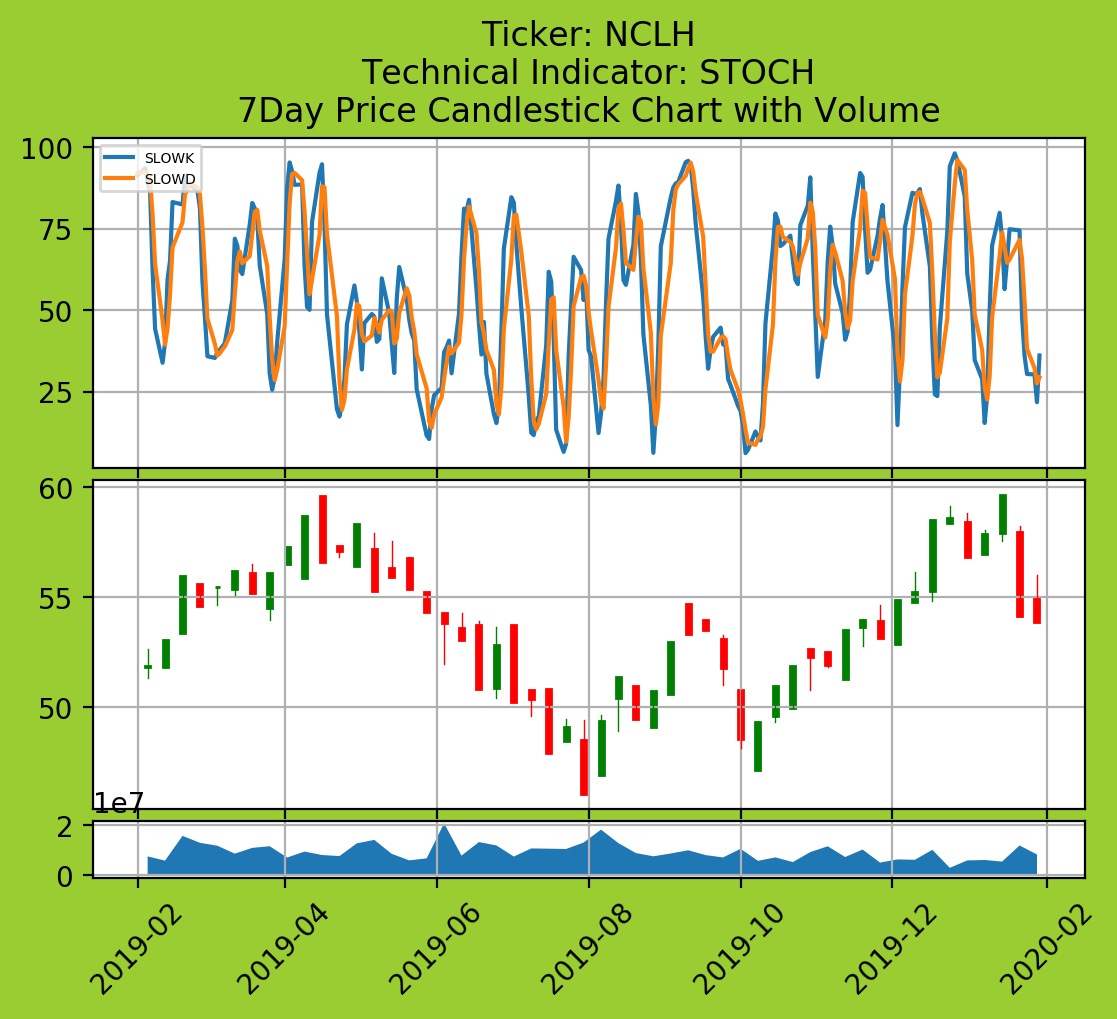 Ticker: NCLH
Technical Indicator: STOCH
7Day Price Candlestick Chart with Volume
100
75
50
25
SLOWK
SLOWD
60
55
50
1e7
2
0
2019-02
2019-04
2019-06
2019-08
2019-10
2019-12
2020-02